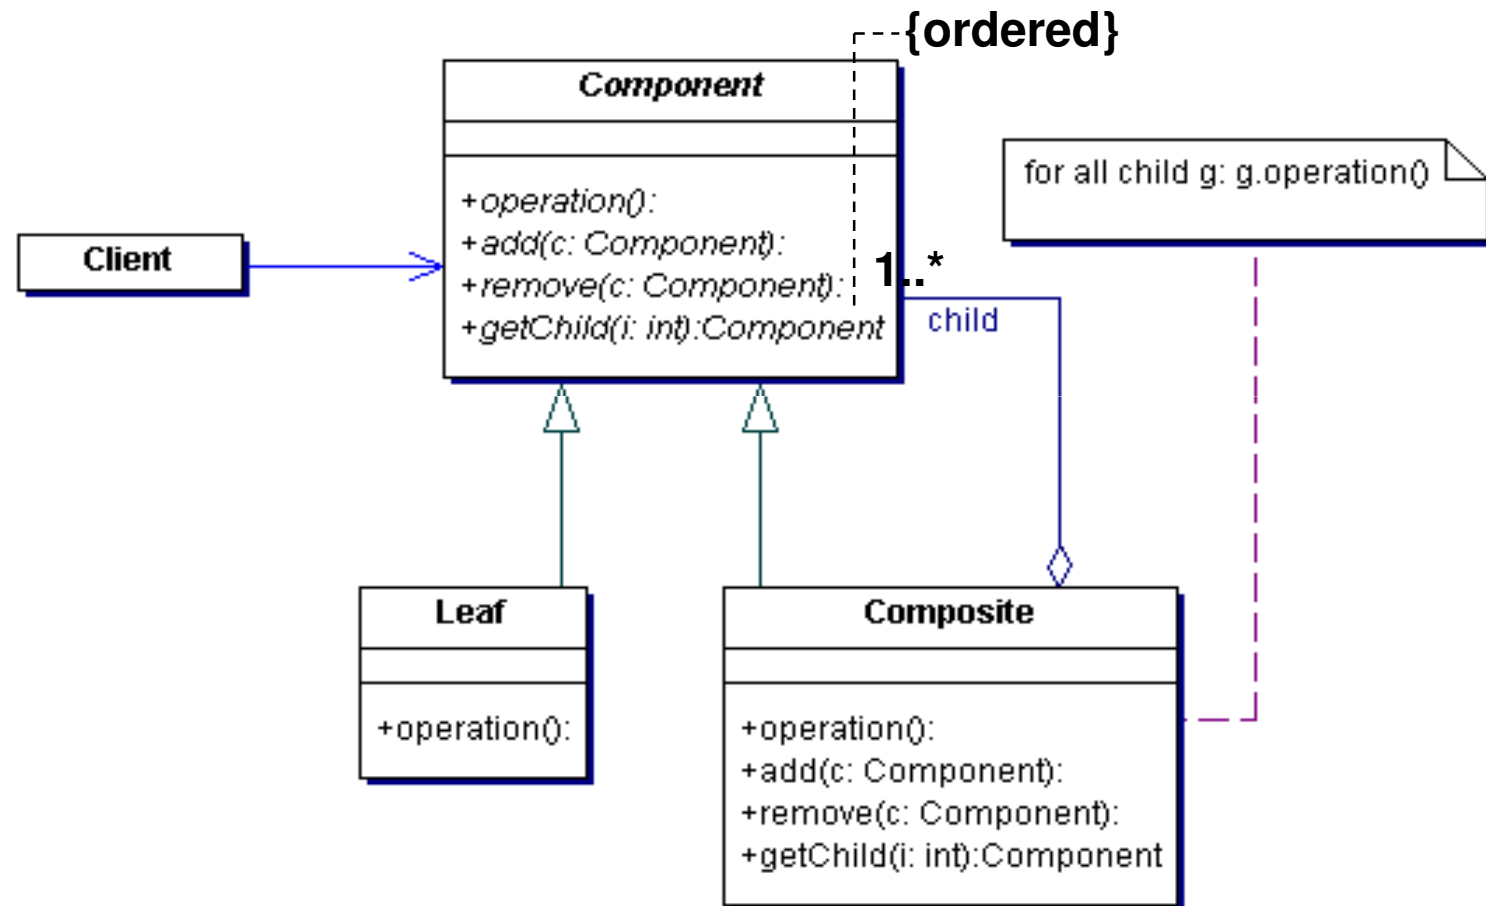 {ordered}
Component
+operation():
+add(c: Component):
+remove(c: Component):
+getChild(i: int):Component
for all child g: g.operation()
Client
1..*
child
Leaf
+operation():
Composite
+operation():
+add(c: Component):
+remove(c: Component):
+getChild(i: int):Component